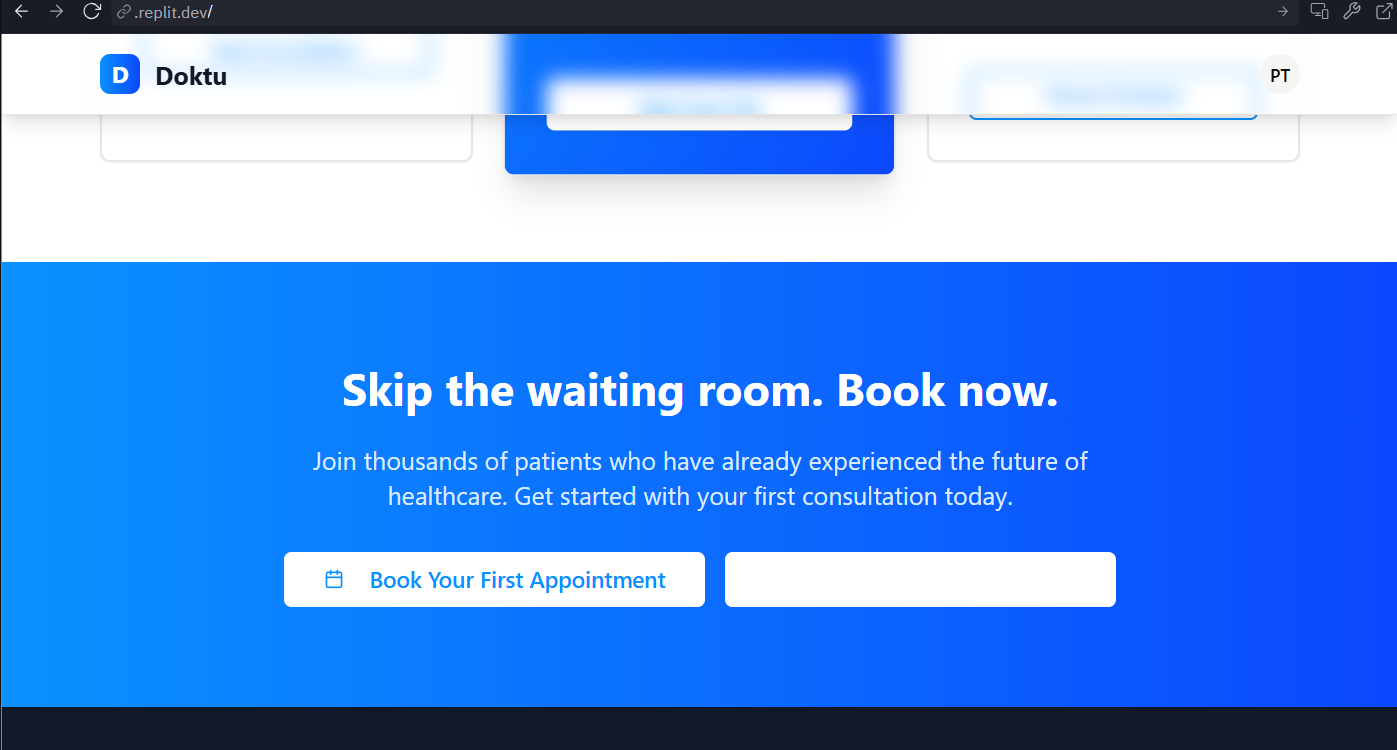 .replit.dev/
D Doktu
PT
Skip the waiting room. Book now.
Join thousands of patients who have already experienced the future of
healthcare. Get started with your first consultation today.
Book Your First Appointment